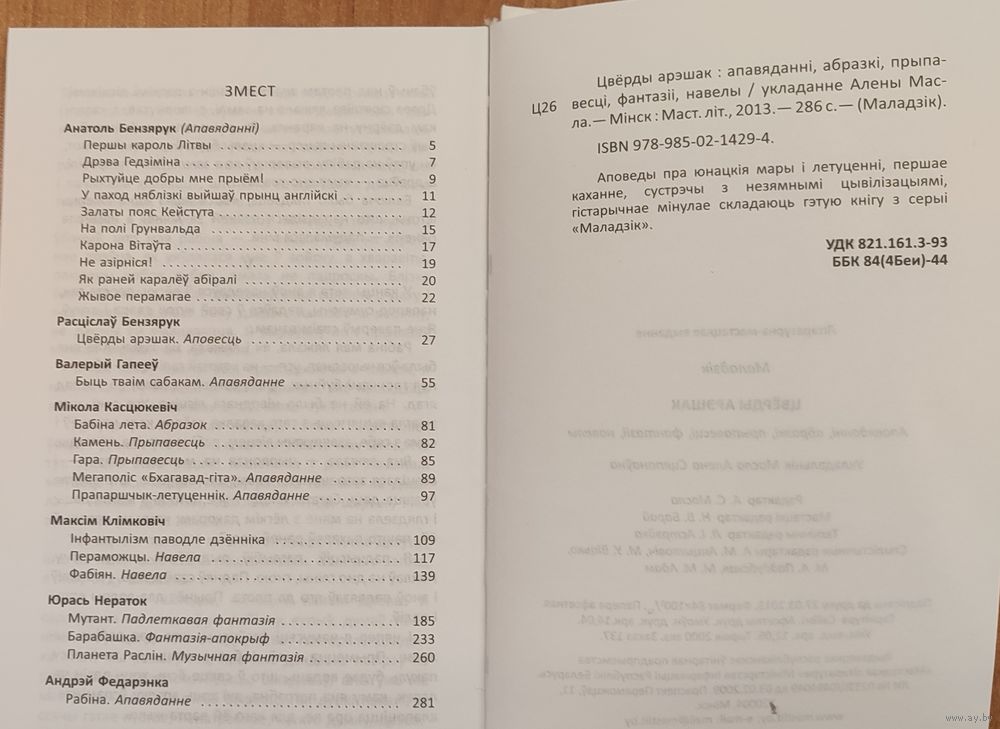 ЗМЕСТ
Анатоль Бензярук (Апавяданні)
Першы кароль Літвы ........ 5
Дрэва Гедзіміна ........ 7
Рыхтуйце добры мне прыём! ........ 9
У паход няблізкі выйшаў прынц англійскі ........ 11
Залаты пояс Кейстута ........ 12
На полі Грунвальда ........ 15
Карона Вітаўта ........ 17
Не азірніся! ........ 19
Як раней каралёў абіралі ........ 20
Жывое перамагае ........ 22
Расціслаў Бензярук
Цвёрды арэшак. Аповесць ........ 27
Валерый Гапееў
Быць тваім сабакам. Апавяданне ........ 55
Мікола Касцюкевіч
Бабіна лета. Абразок ........ 81
Камень. Прыпавесць ........ 82
Гара. Прыпавесць ........ 85
Мегаполіс «Бхагавад-гіта». Апавяданне ........ 89
Прапаршчык-летуценнік. Апавяданне ........ 97
Максім Клімковіч
Інфантылізм паводле дзённіка ........ 109
Пераможцы. Навела ........ 117
Фабіян. Навела ........ 139
Юрась Нераток
Мутант. Падлеткавая фантазія ........ 185
Барабашка. Фантазія-апокрыф ........ 233
Планета Раслін. Музычная фантазія ........ 260
Андрэй Федарэнка
Рабіна. Апавяданне ........ 281
Цвёрды арэшак : апавяданні, абразкі, прыпа-
Ц26 весці, фантазіі, навелы / укладанне Алены Мас-
ла.— Мінск : Маст. літ., 2013.— 286 с.— (Маладзік).
ISBN 978-985-02-1429-4.
Аповеды пра юнацкія мары і летуценні, першае
каханне, сустрэчы з незямнымі цывілізацыямі,
гістарычнае мінулае складаюць гэтую кнігу з серыі
«Маладзік».
УДК 821.161.3-93
ББК 84(4Беи)-44
www.ay.by